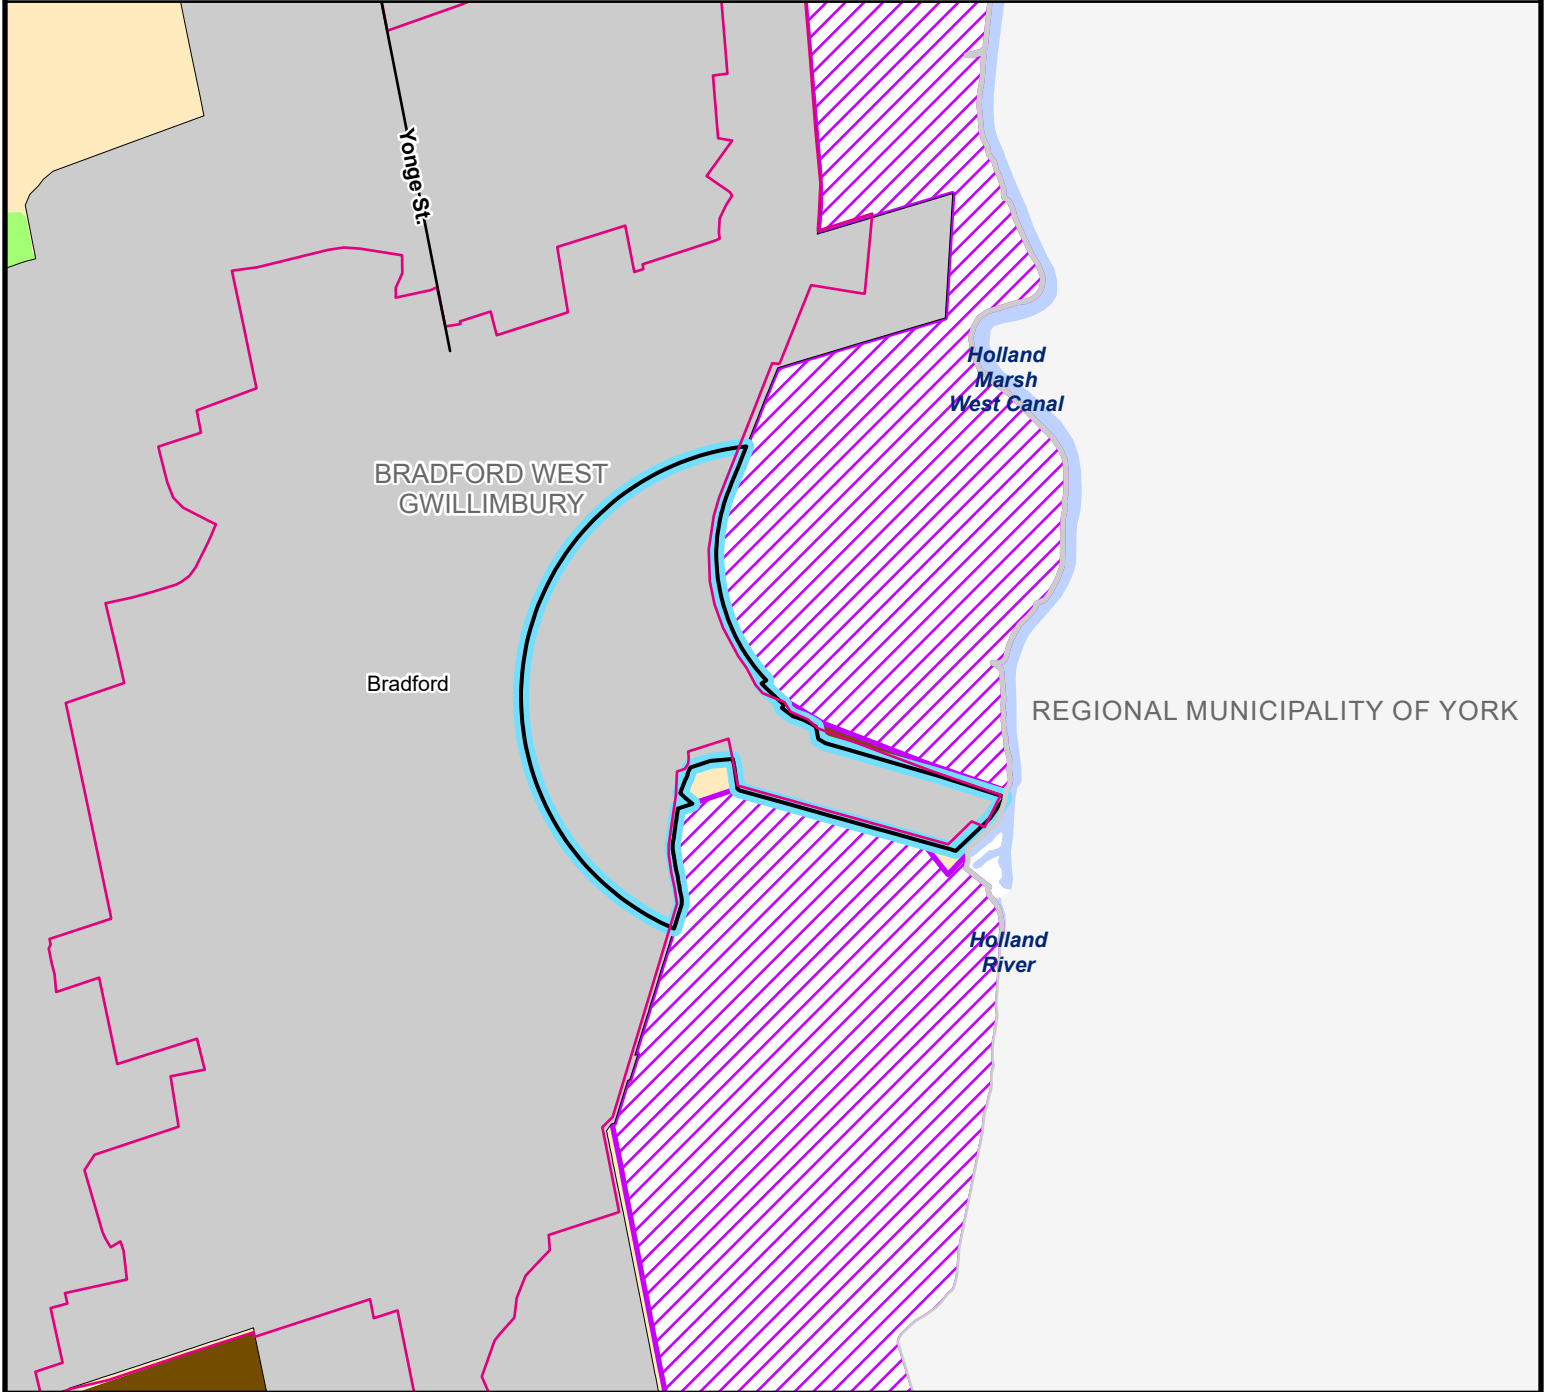 Yonge St.
Holland
Marsh
West Canal
BRADFORD WEST
GWILLIMBURY
Bradford
REGIONAL MUNICIPALITY OF YORK
Holland
River